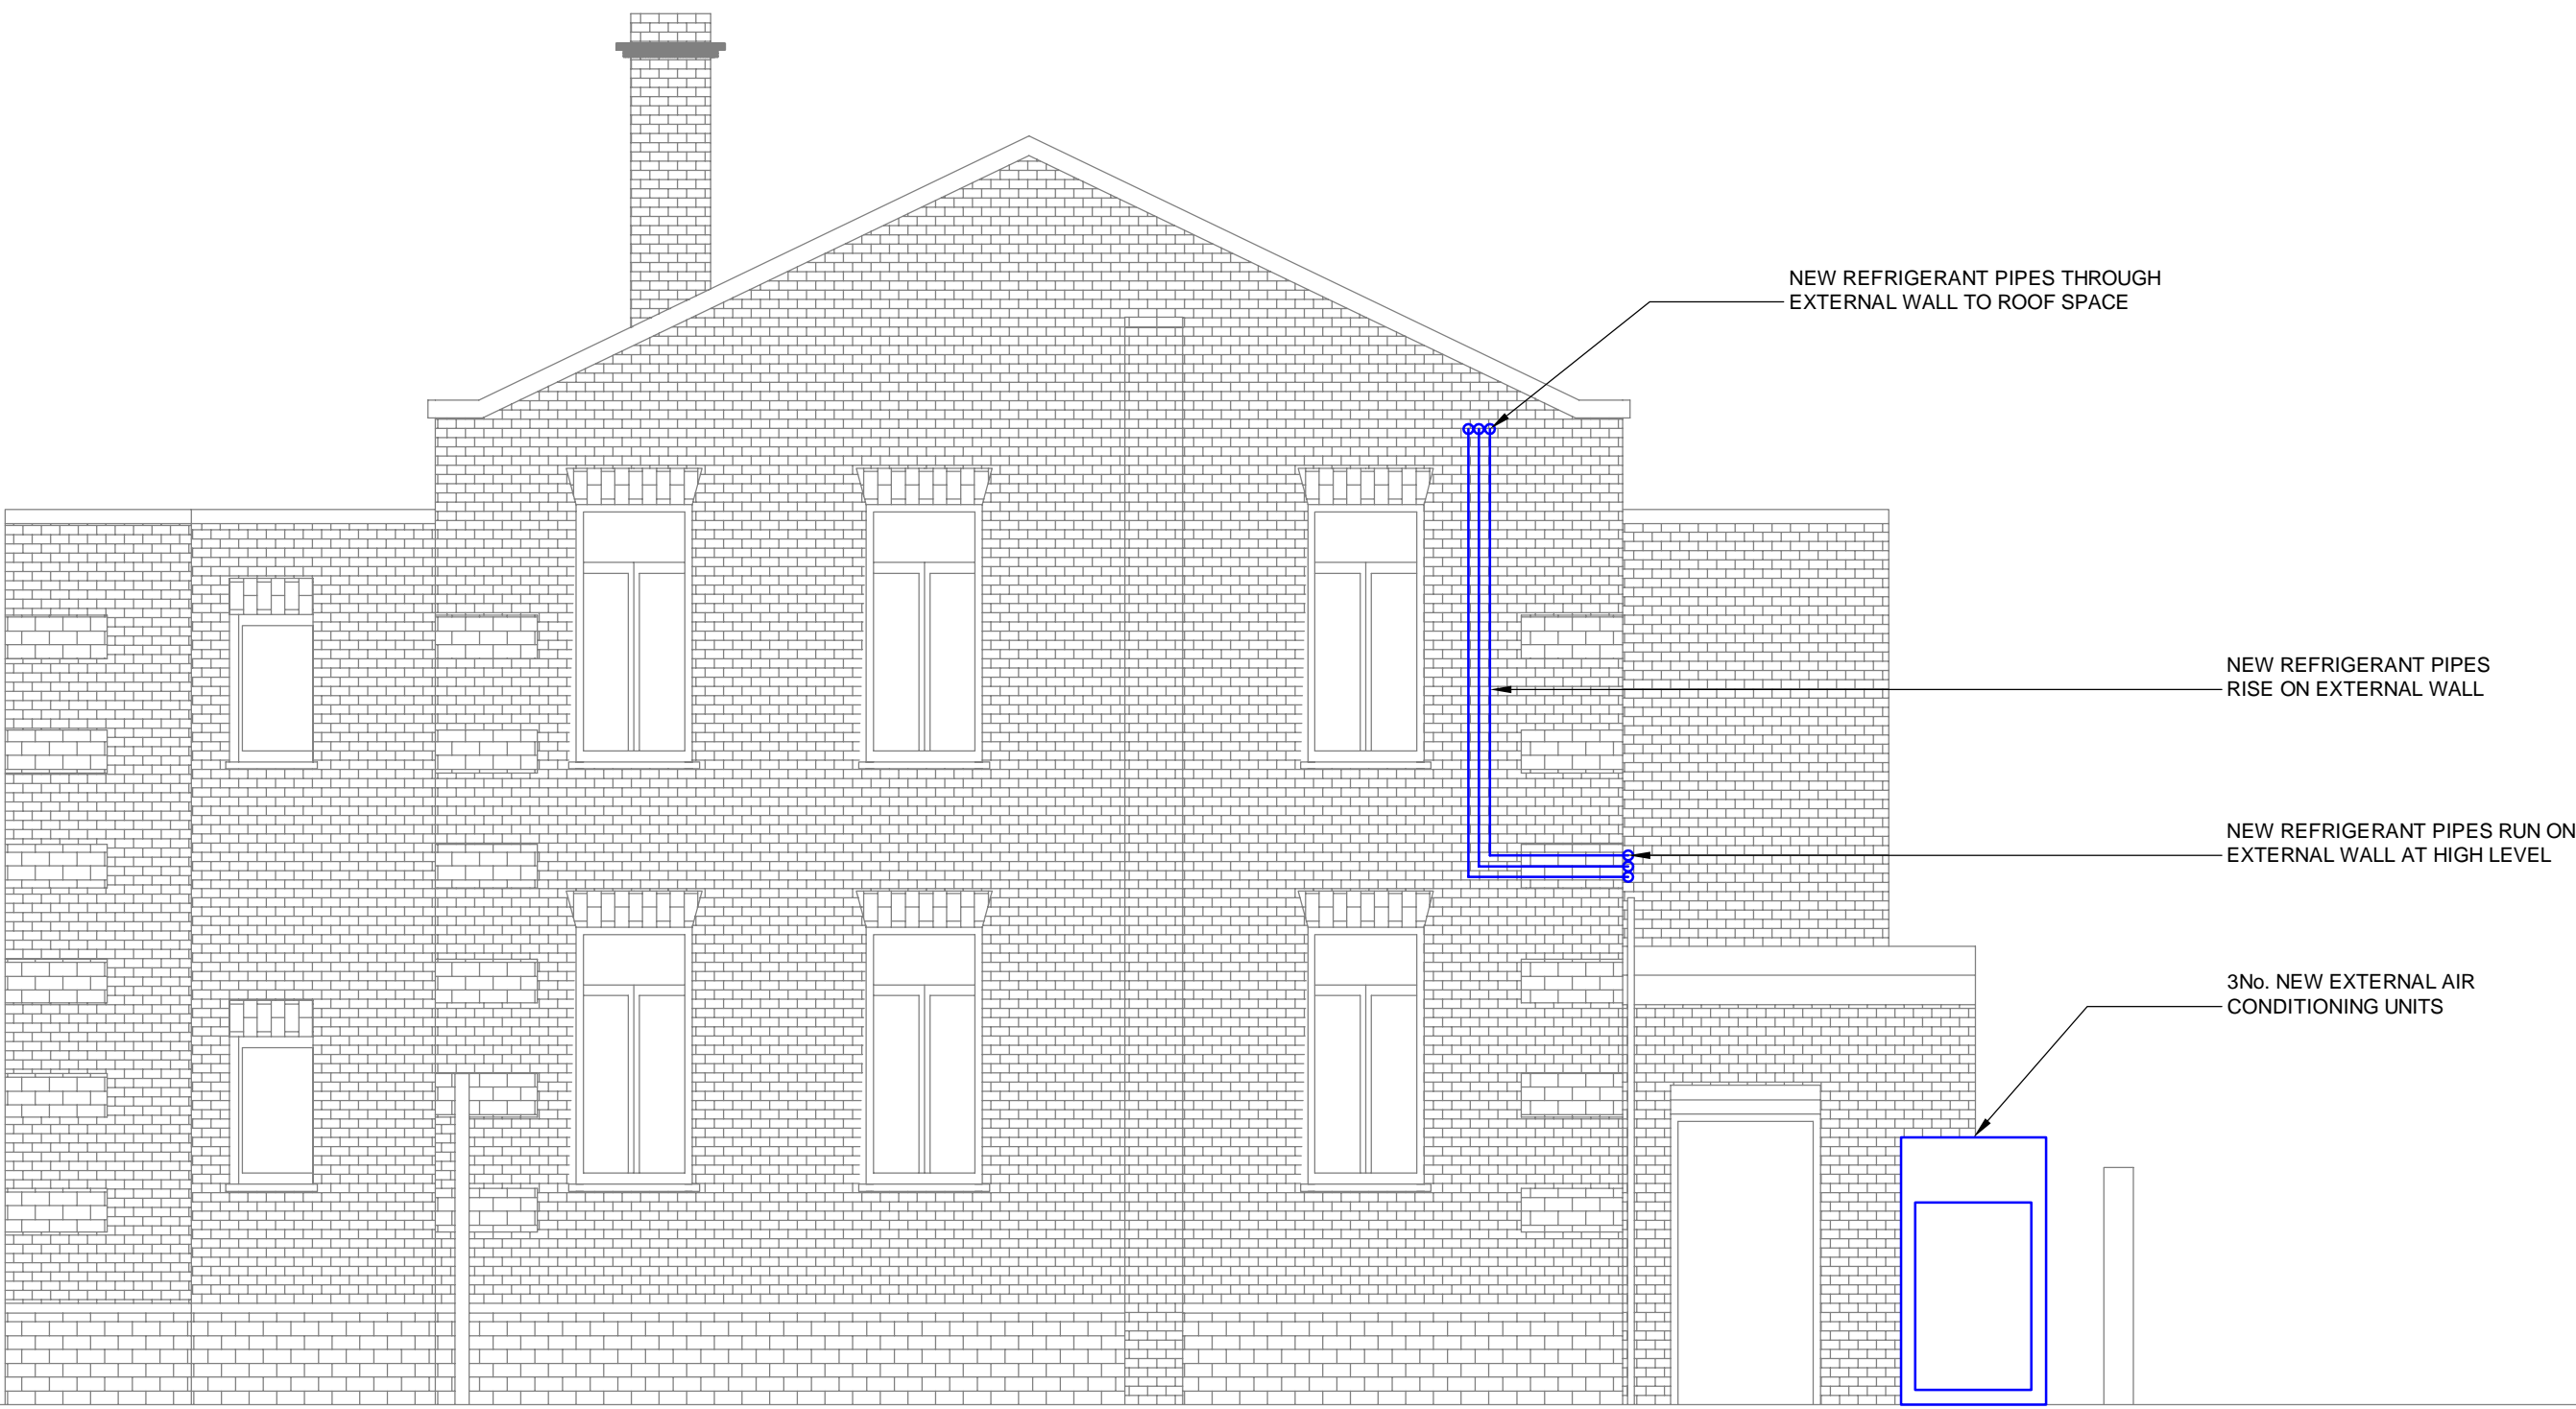 NEW REFRIGERANT PIPES THROUGH
EXTERNAL WALL TO ROOF SPACE
NEW REFRIGERANT PIPES
RISE ON EXTERNAL WALL
NEW REFRIGERANT PIPES RUN ON
EXTERNAL WALL AT HIGH LEVEL
3No. NEW EXTERNAL AIR
CONDITIONING UNITS